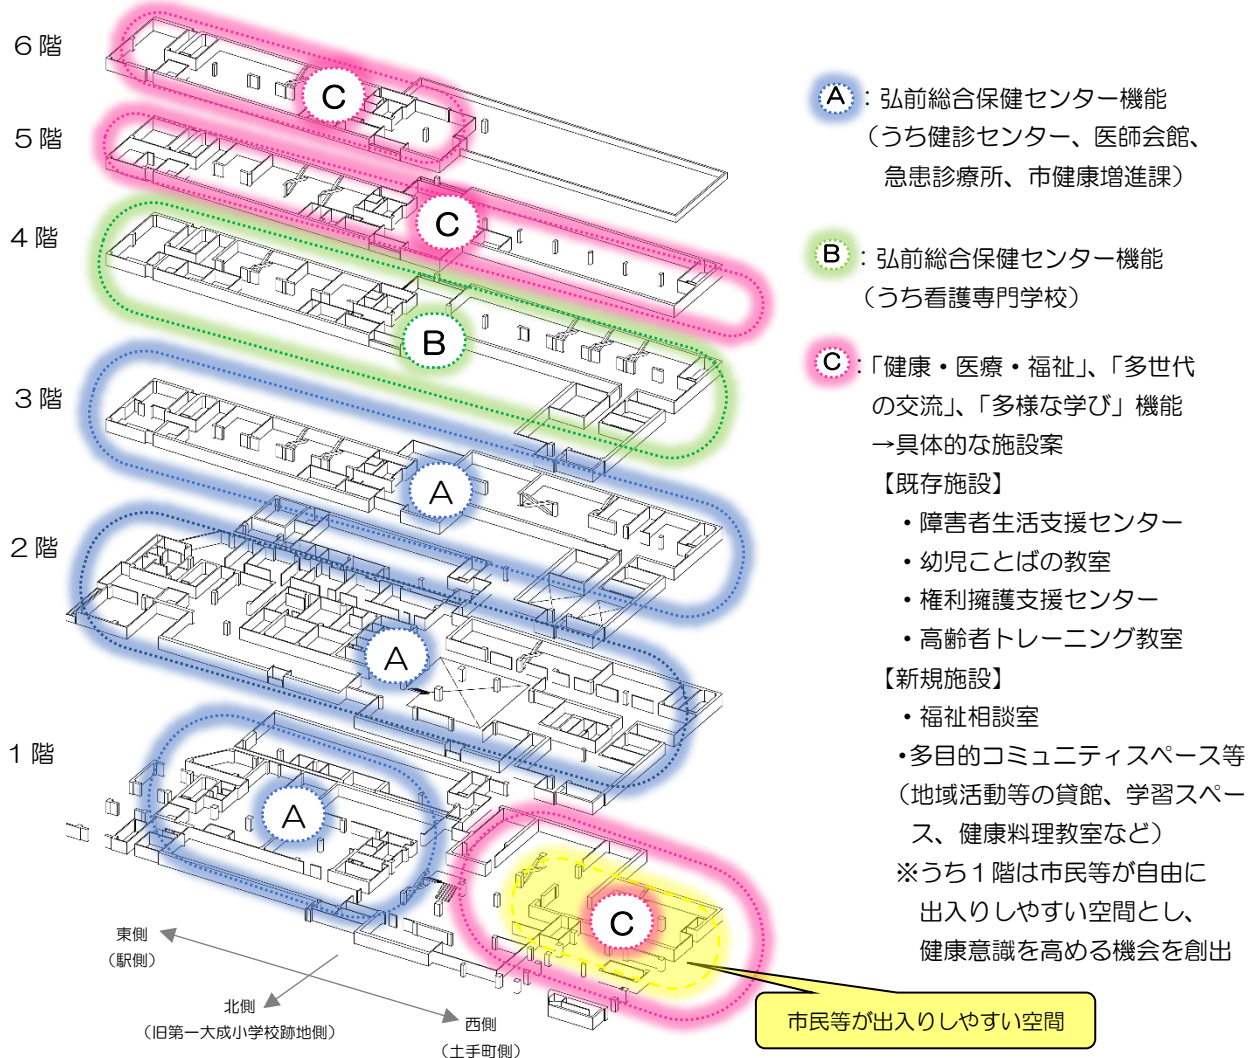 6階
5階
4階
3階
2階
1階
C
C
B
A
A
A
C
東側
（駅側）
北側
（旧第一大成小学校跡地側）
西側
（土手町側）
市民等が出入りしやすい空間
A：弘前総合保健センター機能
（うち健診センター、医師会館、
急患診療所、市健康増進課）
B：弘前総合保健センター機能
（うち看護専門学校）
C：「健康・医療・福祉」、「多世代
の交流」、「多様な学び」機能
→具体的な施設案
【既存施設】
・障害者生活支援センター
・幼児ことばの教室
・権利擁護支援センター
・高齢者トレーニング教室
【新規施設】
・福祉相談室
・多目的コミュニティスペース等
（地域活動等の貸館、学習スペー
ス、健康料理教室など）
※うち１階は市民等が自由に
出入りしやすい空間とし、
健康意識を高める機会を創出